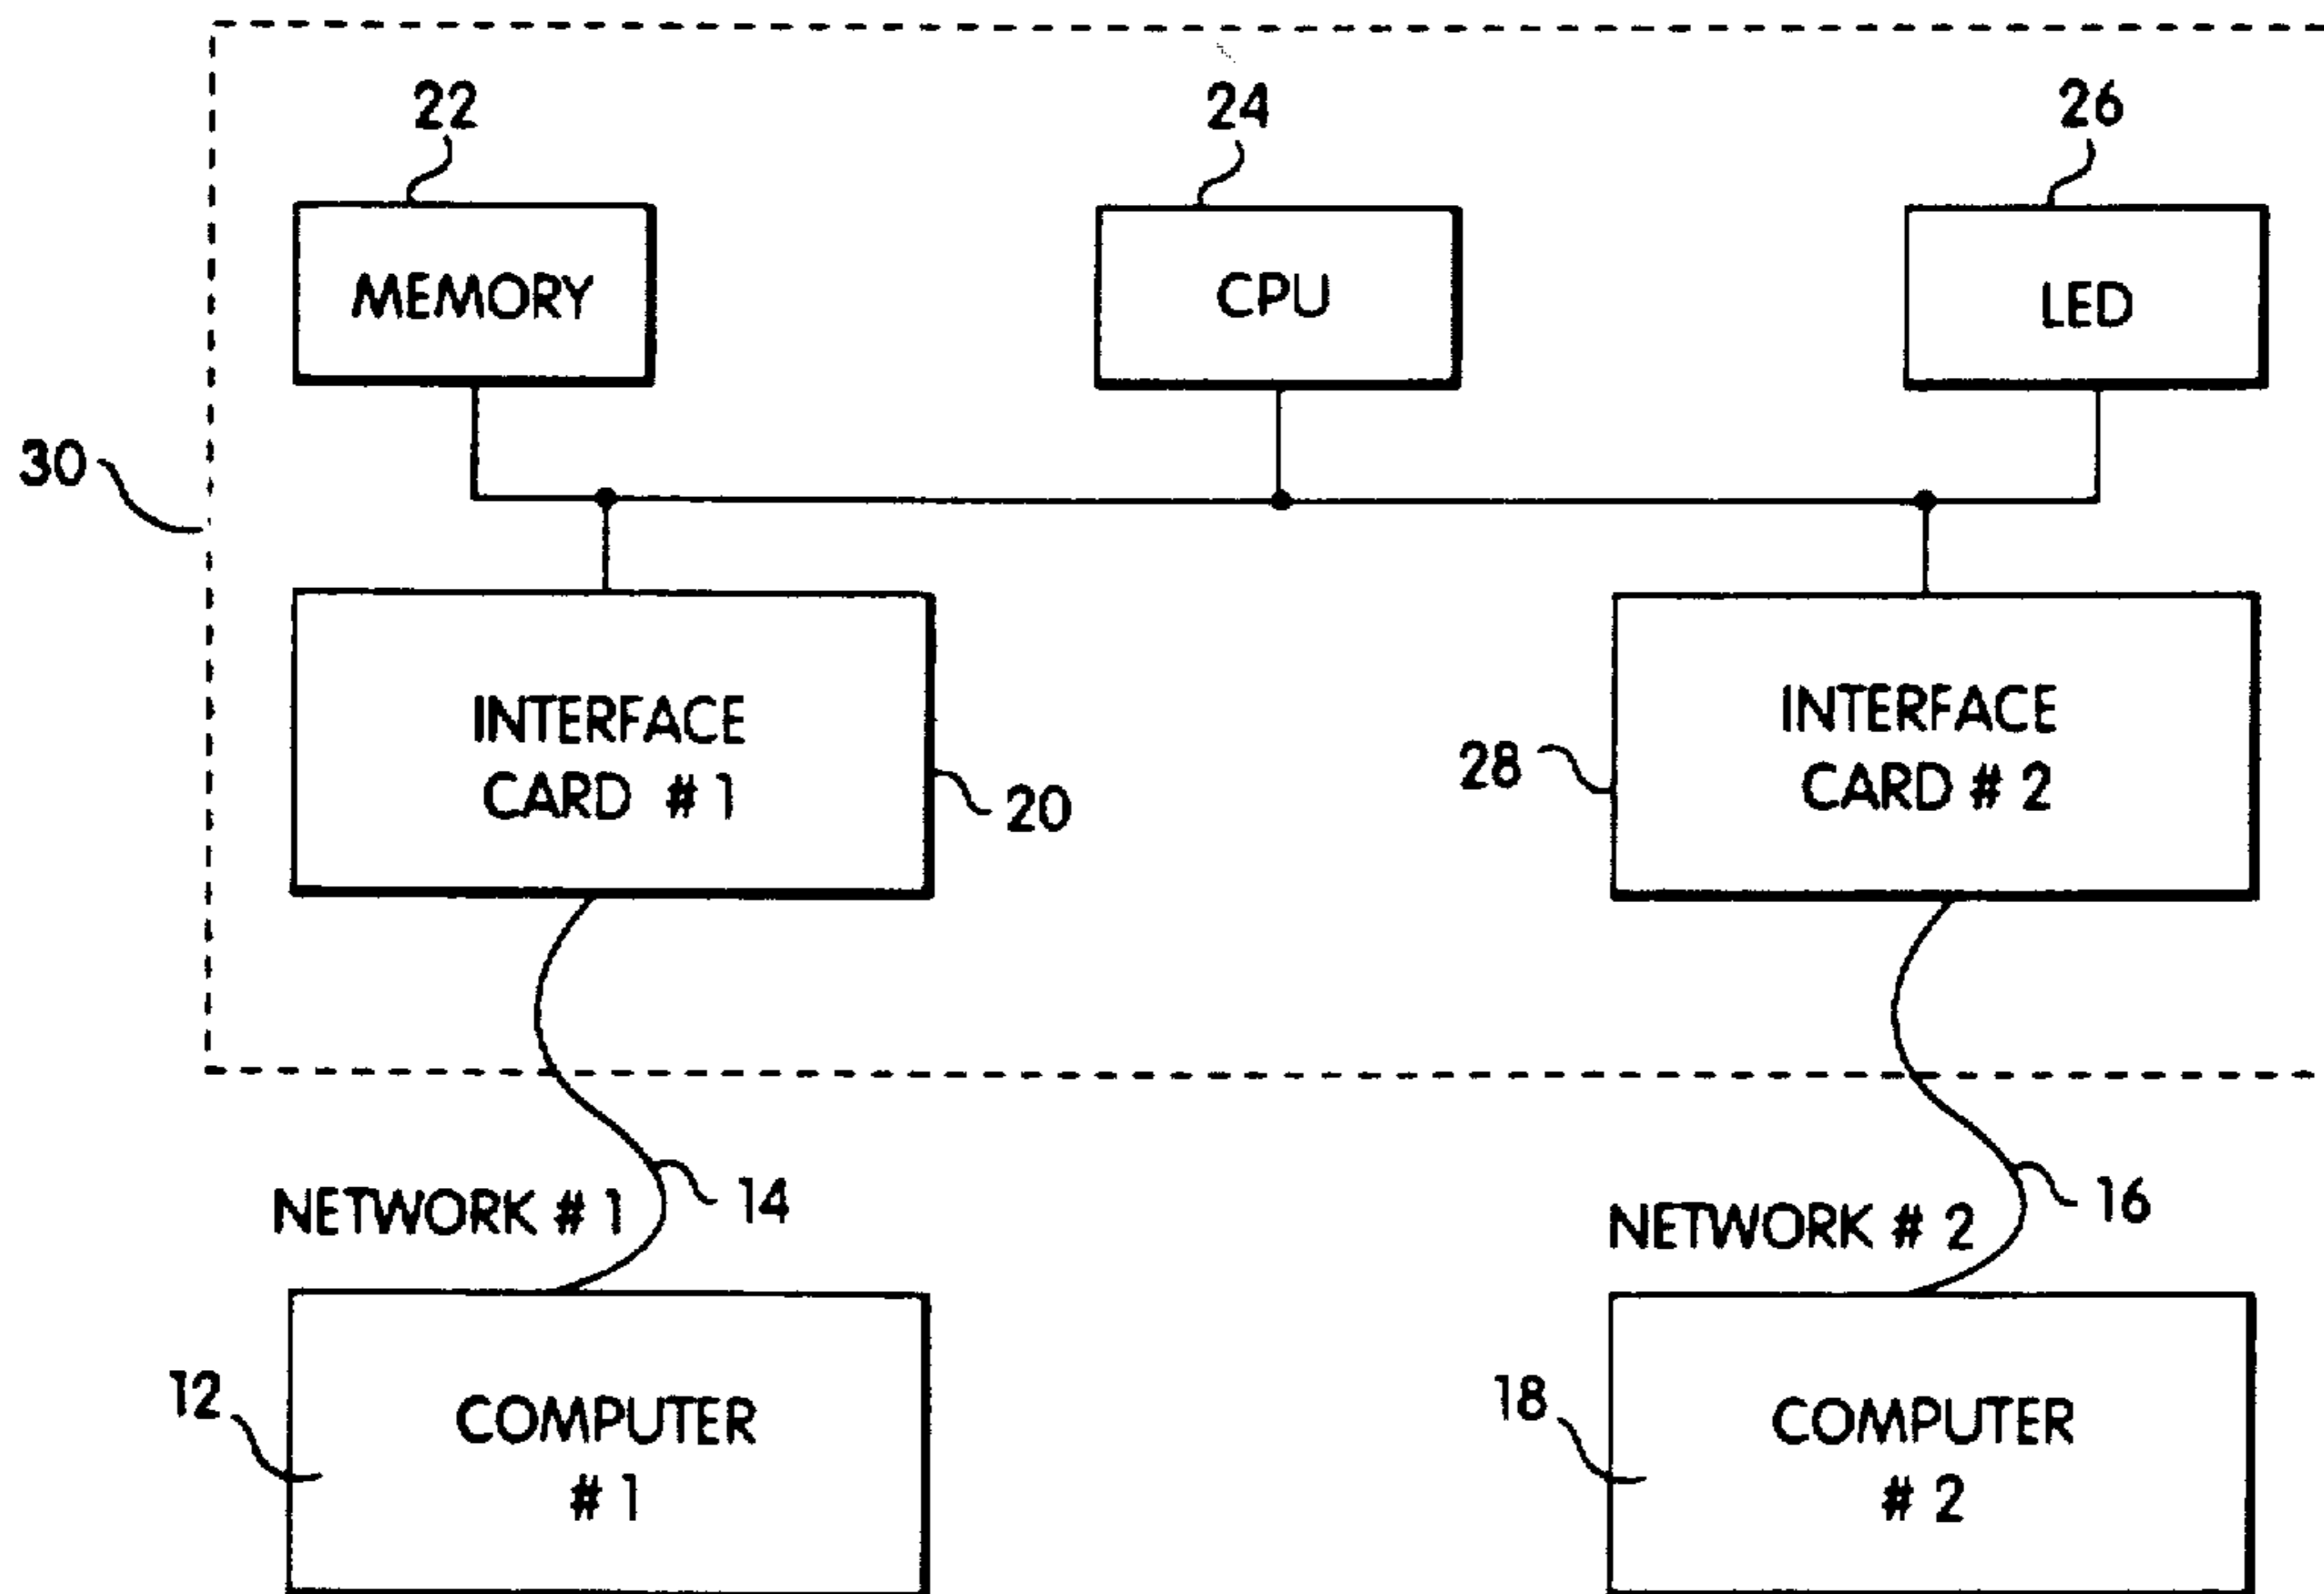 22
24
26
MEMORY
CPU
LED
30
INTERFACE
CARD # 1
20
28
INTERFACE
CARD # 2
NETWORK # 1
14
NETWORK # 2
16
12
COMPUTER
# 1
18
COMPUTER
# 2